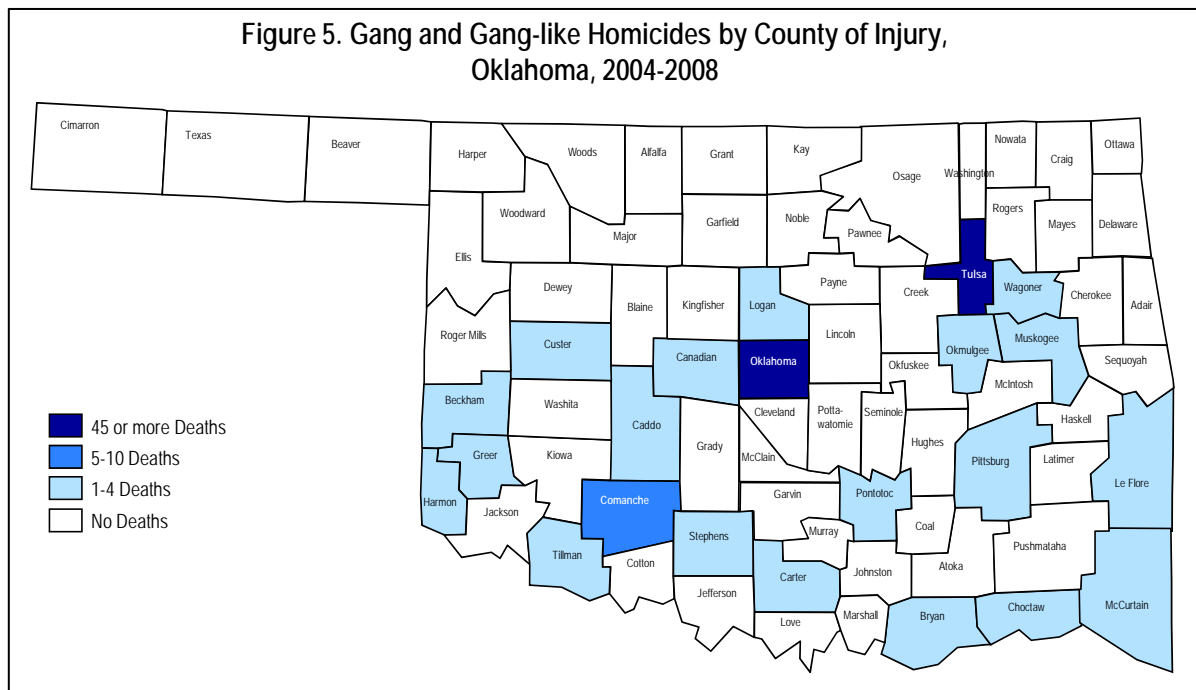 Figure 5. Gang and Gang-like Homicides by County of Injury,
Oklahoma, 2004-2008
Cimarron
Texas
Beaver
Harper
Woods
Alfalfa
Grant
Kay
Osage
Washington
Nowata
Craig
Ottawa
Woodward
Ellis
Major
Garfield
Noble
Pawnee
Rogers
Mayes
Delaware
Dewey
Blaine
Kingfisher
Logan
Payne
Creek
Tulsa
Wagoner
Cherokee
Adair
Roger Mills
Custer
Canadian
Oklahoma
Lincoln
Okfuskee
Okmulgee
Muskogee
Sequoyah
McIntosh
Beckham
Washita
Caddo
Grady
Cleveland
Potta-
watomie
Seminole
Hughes
Haskell
McClain
Pittsburg
Latimer
Le Flore
45 or more Deaths
5-10 Deaths
1-4 Deaths
No Deaths
Greer
Harmon
Kiowa
Jackson
Comanche
Garvin
Pontotoc
Coal
Murray
Stephens
Tillman
Cotton
Jefferson
Carter
Love
Johnston
Marshall
Atoka
Pushmataha
Bryan
Choctaw
McCurtain